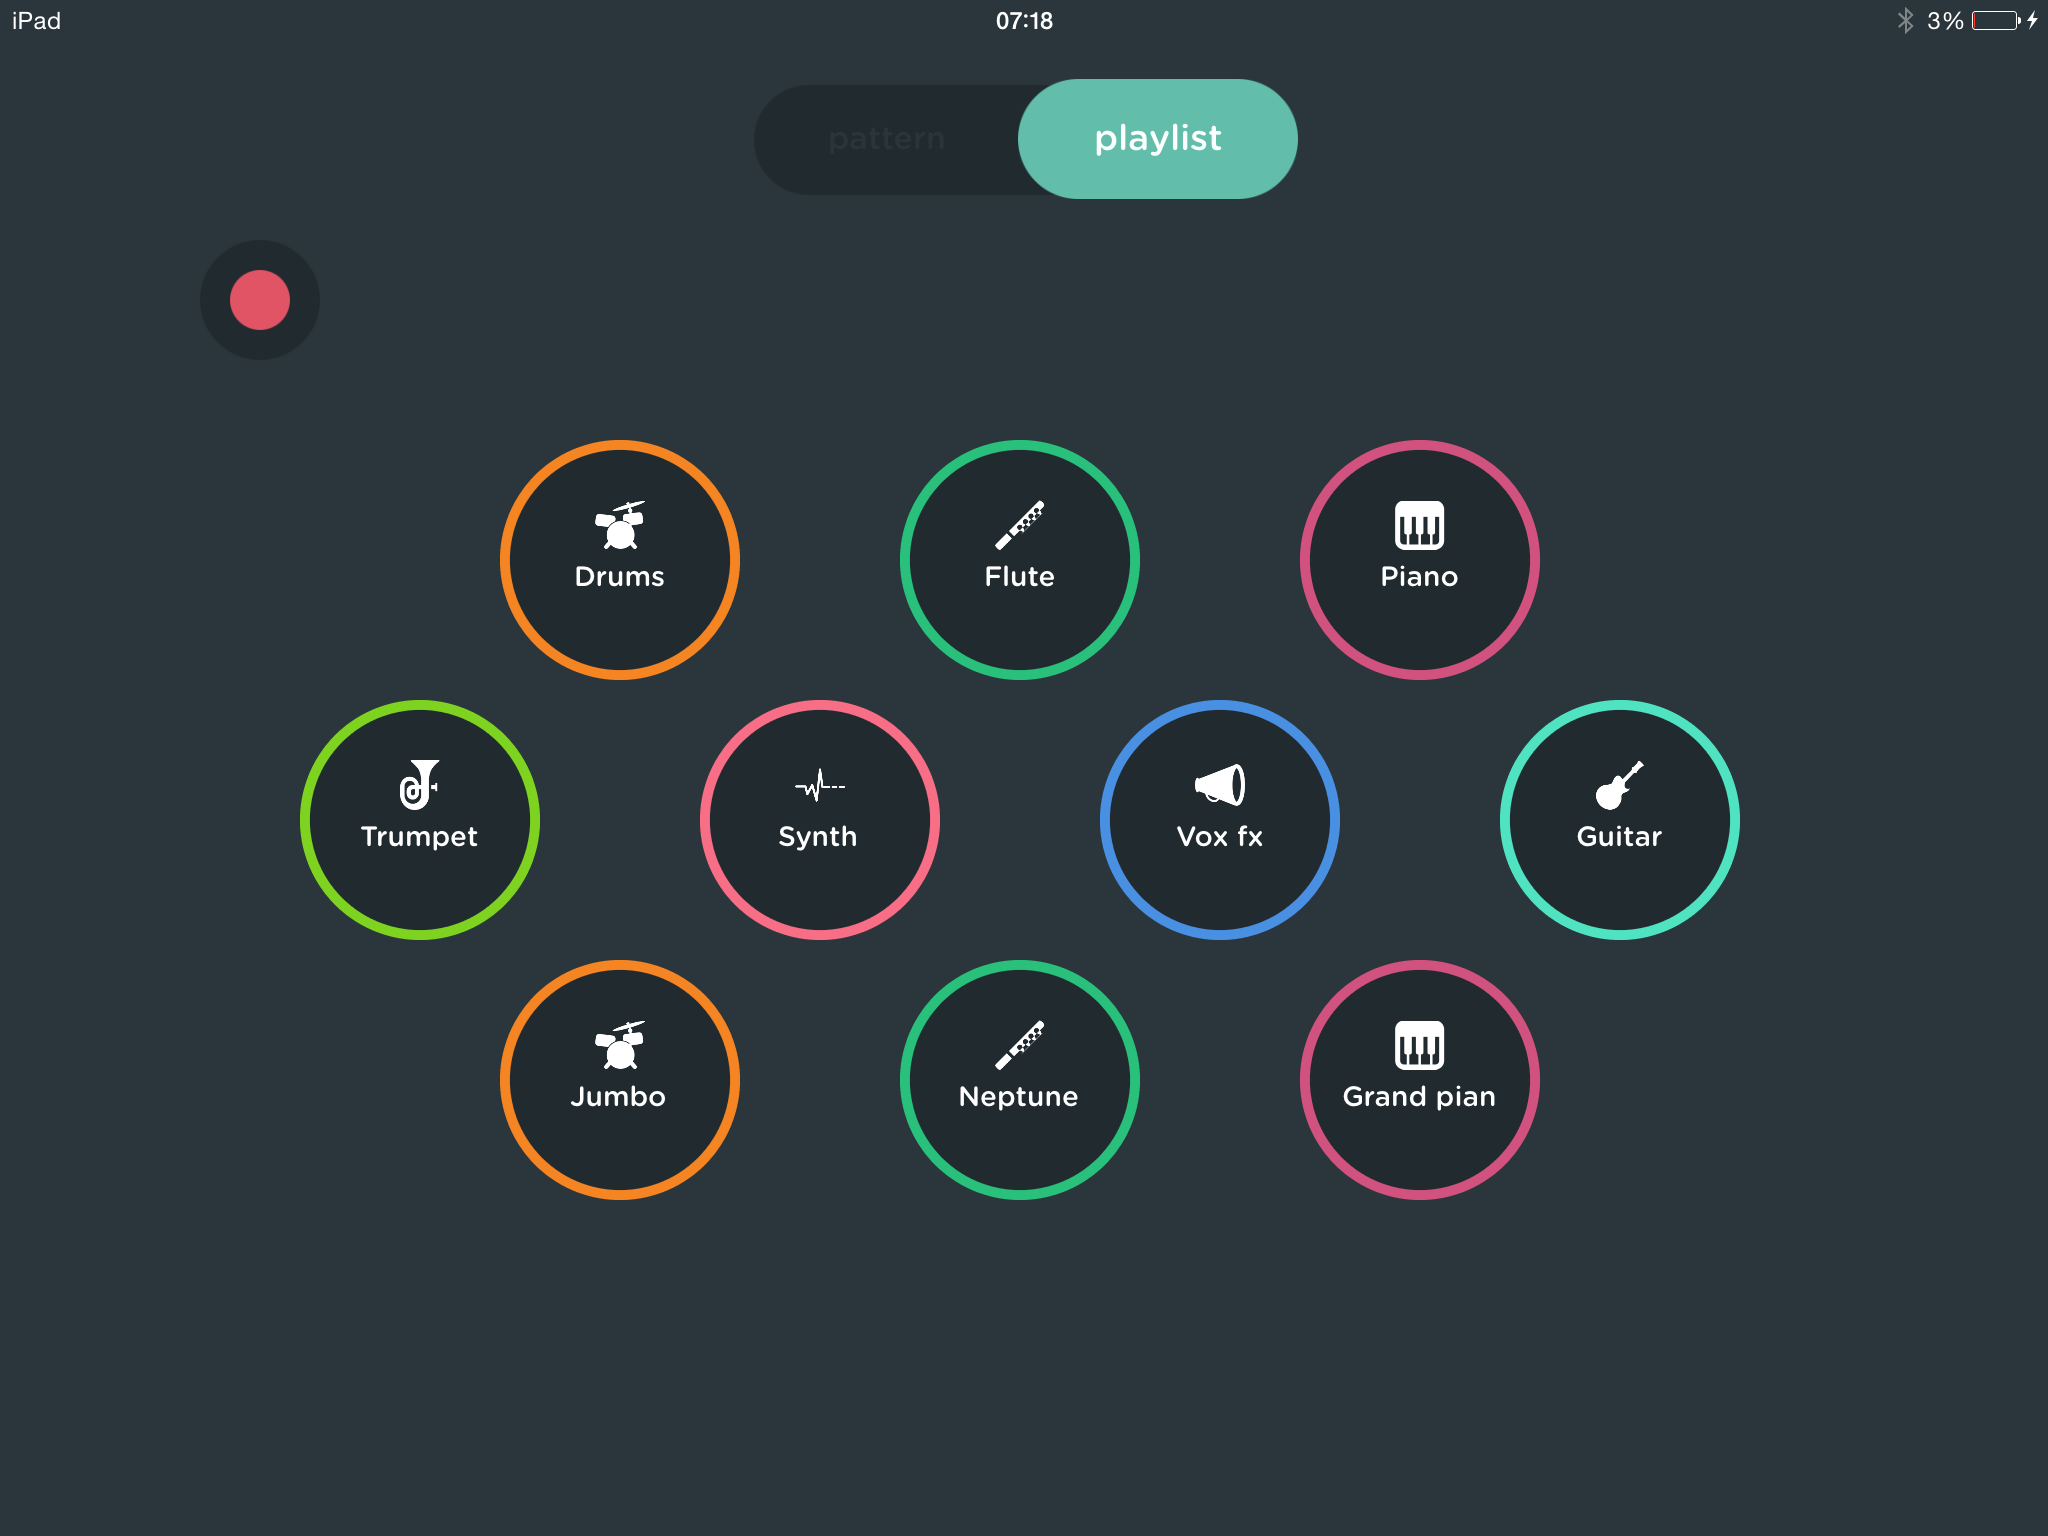 iPad
07:18
3%
pattern
playlist
Drums
Flute
Piano
Trumpet
Synth
Vox fx
Guitar
Jumbo
Neptune
Grand pian